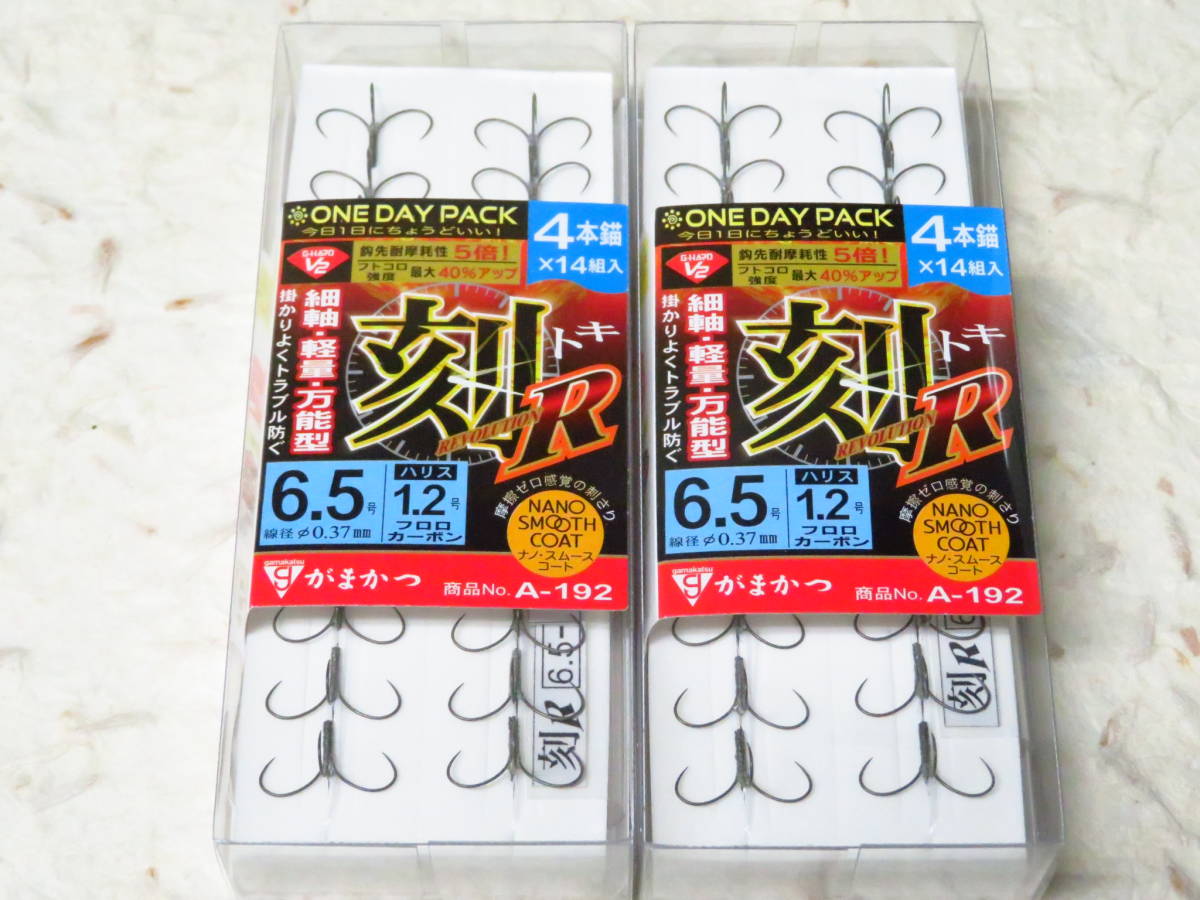 ONE DAY PACK
今日1日にちょうどいい!
4本錨
×14組入
G-HARD
V2
鈎先耐摩耗性 5倍!
フトコロ強度 最大40%アップ
細軸・軽量・万能型
掛かりよくトラブル防ぐ
刻
トキ
REVOLUTION
R
6.5号
線径φ0.37mm
ハリス
1.2号
フロロ
カーボン
摩擦ゼロ感覚の刺さり
NANO
SMOOTH
COAT
ナノ・スムース
コート
gamakatsu
がまかつ
商品No. A-192
刻R 6.5-
ONE DAY PACK
今日1日にちょうどいい!
4本錨
×14組入
G-HARD
V2
鈎先耐摩耗性 5倍!
フトコロ強度 最大40%アップ
細軸・軽量・万能型
掛かりよくトラブル防ぐ
刻
トキ
REVOLUTION
R
6.5号
線径φ0.37mm
ハリス
1.2号
フロロ
カーボン
摩擦ゼロ感覚の刺さり
NANO
SMOOTH
COAT
ナノ・スムース
コート
gamakatsu
がまかつ
商品No. A-192
刻R